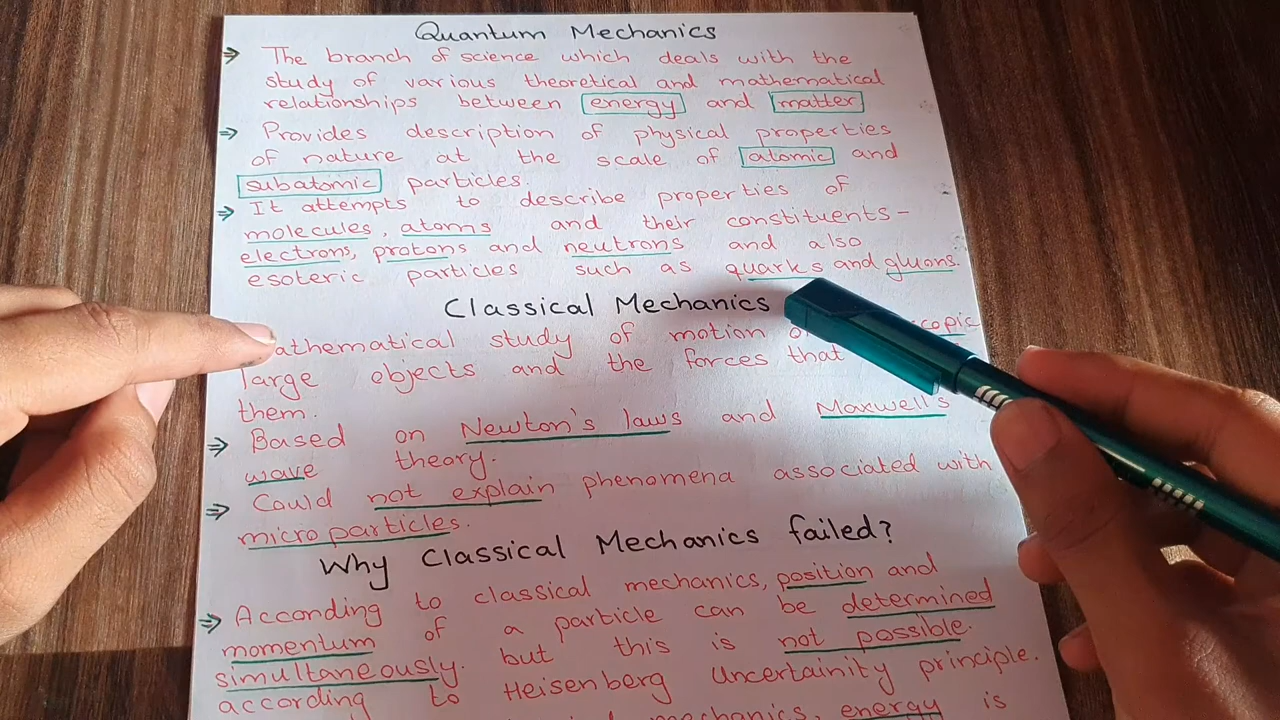 Quantum Mechanics
⇒ The branch of science which deals with the
study of various theoretical and mathematical
relationships between energy and matter
⇒ Provides description of physical properties
of nature at the scale of atomic and
subatomic particles.
⇒ It attempts to describe properties of
molecules, atoms and their constituents-
electrons, protons and neutrons and also
esoteric particles such as quarks and gluons.
Classical Mechanics
athematical study of motion o copic
large objects and the forces that
them.
⇒ Based on Newton's laws and Maxwell's
wave theory.
⇒ Could not explain phenomena associated with
microparticles.
Why Classical Mechanics failed?
⇒ According to classical mechanics, position and
momentum of a particle can be determined
simultaneously. but this is not possible.
according to Heisenberg Uncertainity principle.
mechanics, energy is